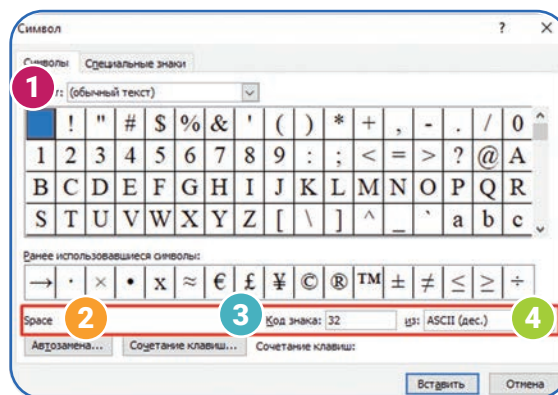 Символ ? ×
Символы Специальные знаки
1 т: (обычный текст)
! " # $ % & ' ( ) * + , - . / 0
1 2 3 4 5 6 7 8 9 : ; < = > ? @ A
B C D E F G H I J K L M N O P Q R
S T U V W X Y Z [ \ ] ^ _ ` a b c
Ранее использовавшиеся символы:
→ · × • x ≈ € £ ¥ © ® ™ ± ≠ ≤ ≥ ÷
Space 2 3 Код знака: 32 из: ASCII (дес.) 4
Автозамена... Сочетание клавиш... Сочетание клавиш:
Вставить Отмена